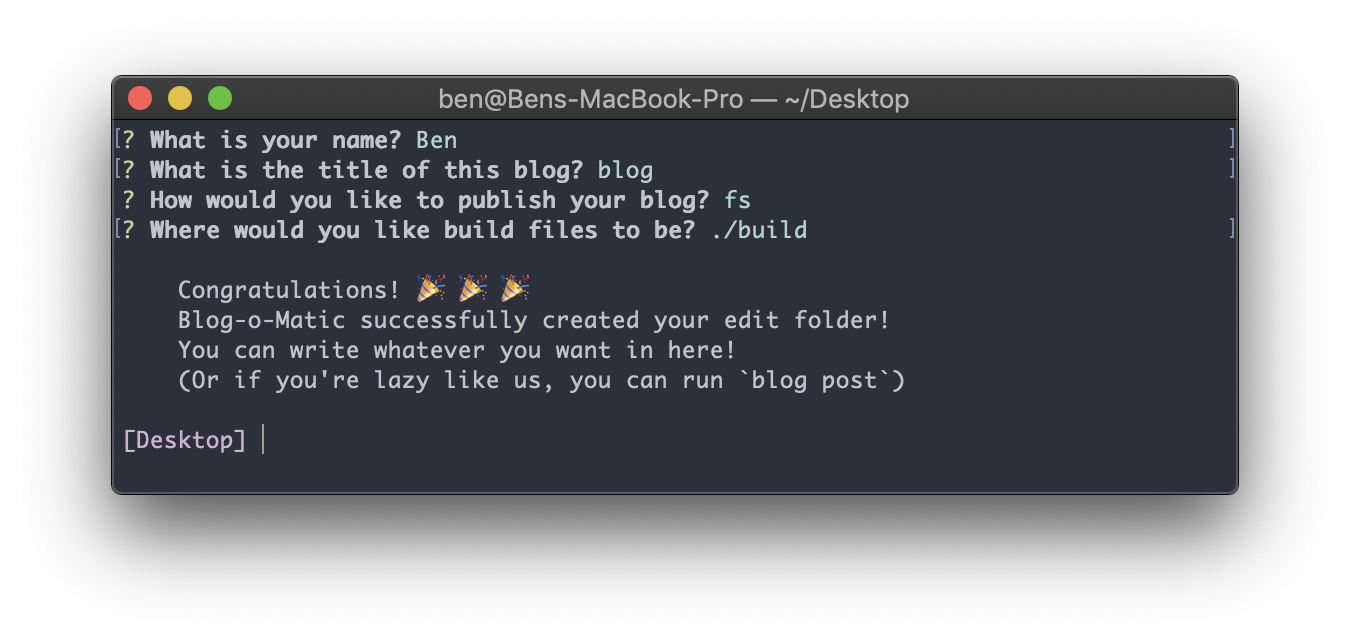 ben@Bens-MacBook-Pro — ~/Desktop
[? What is your name? Ben ]
[? What is the title of this blog? blog ]
? How would you like to publish your blog? fs
[? Where would you like build files to be? ./build ]
Congratulations! 🎉 🎉 🎉
Blog-o-Matic successfully created your edit folder!
You can write whatever you want in here!
(Or if you're lazy like us, you can run `blog post`)
[Desktop]